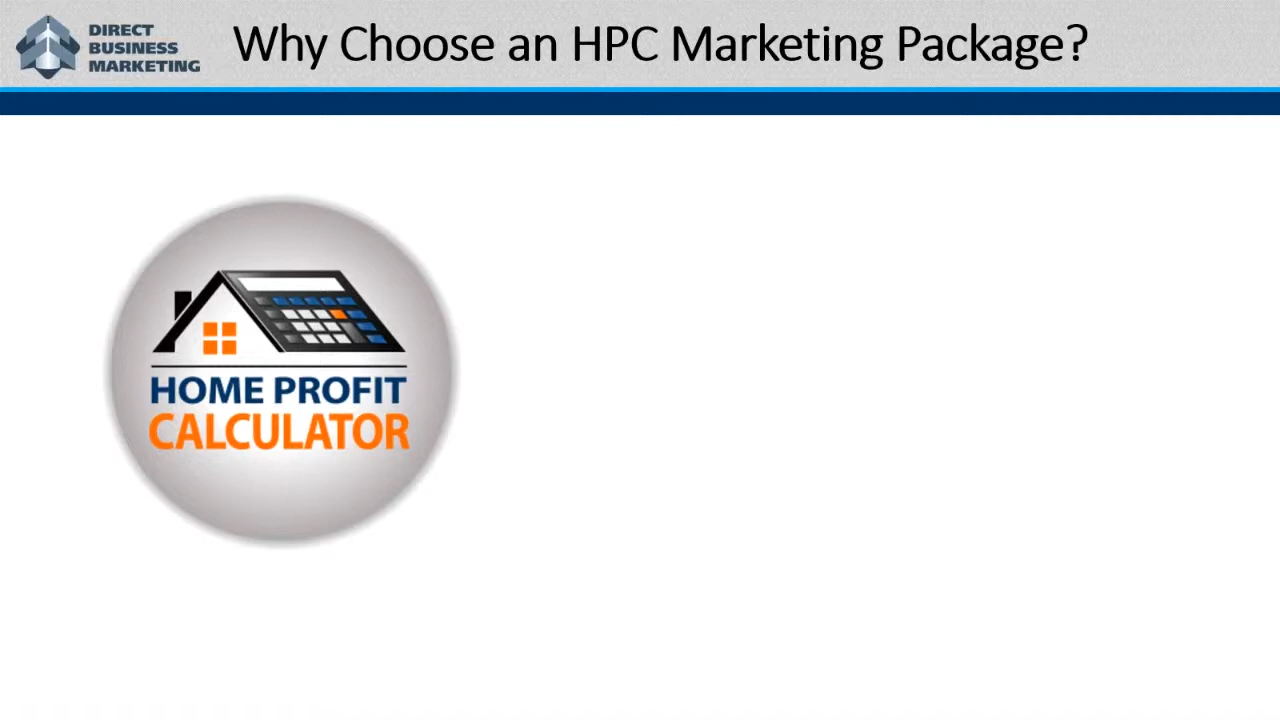 DIRECT
BUSINESS
MARKETING
Why Choose an HPC Marketing Package?
HOME PROFIT
CALCULATOR